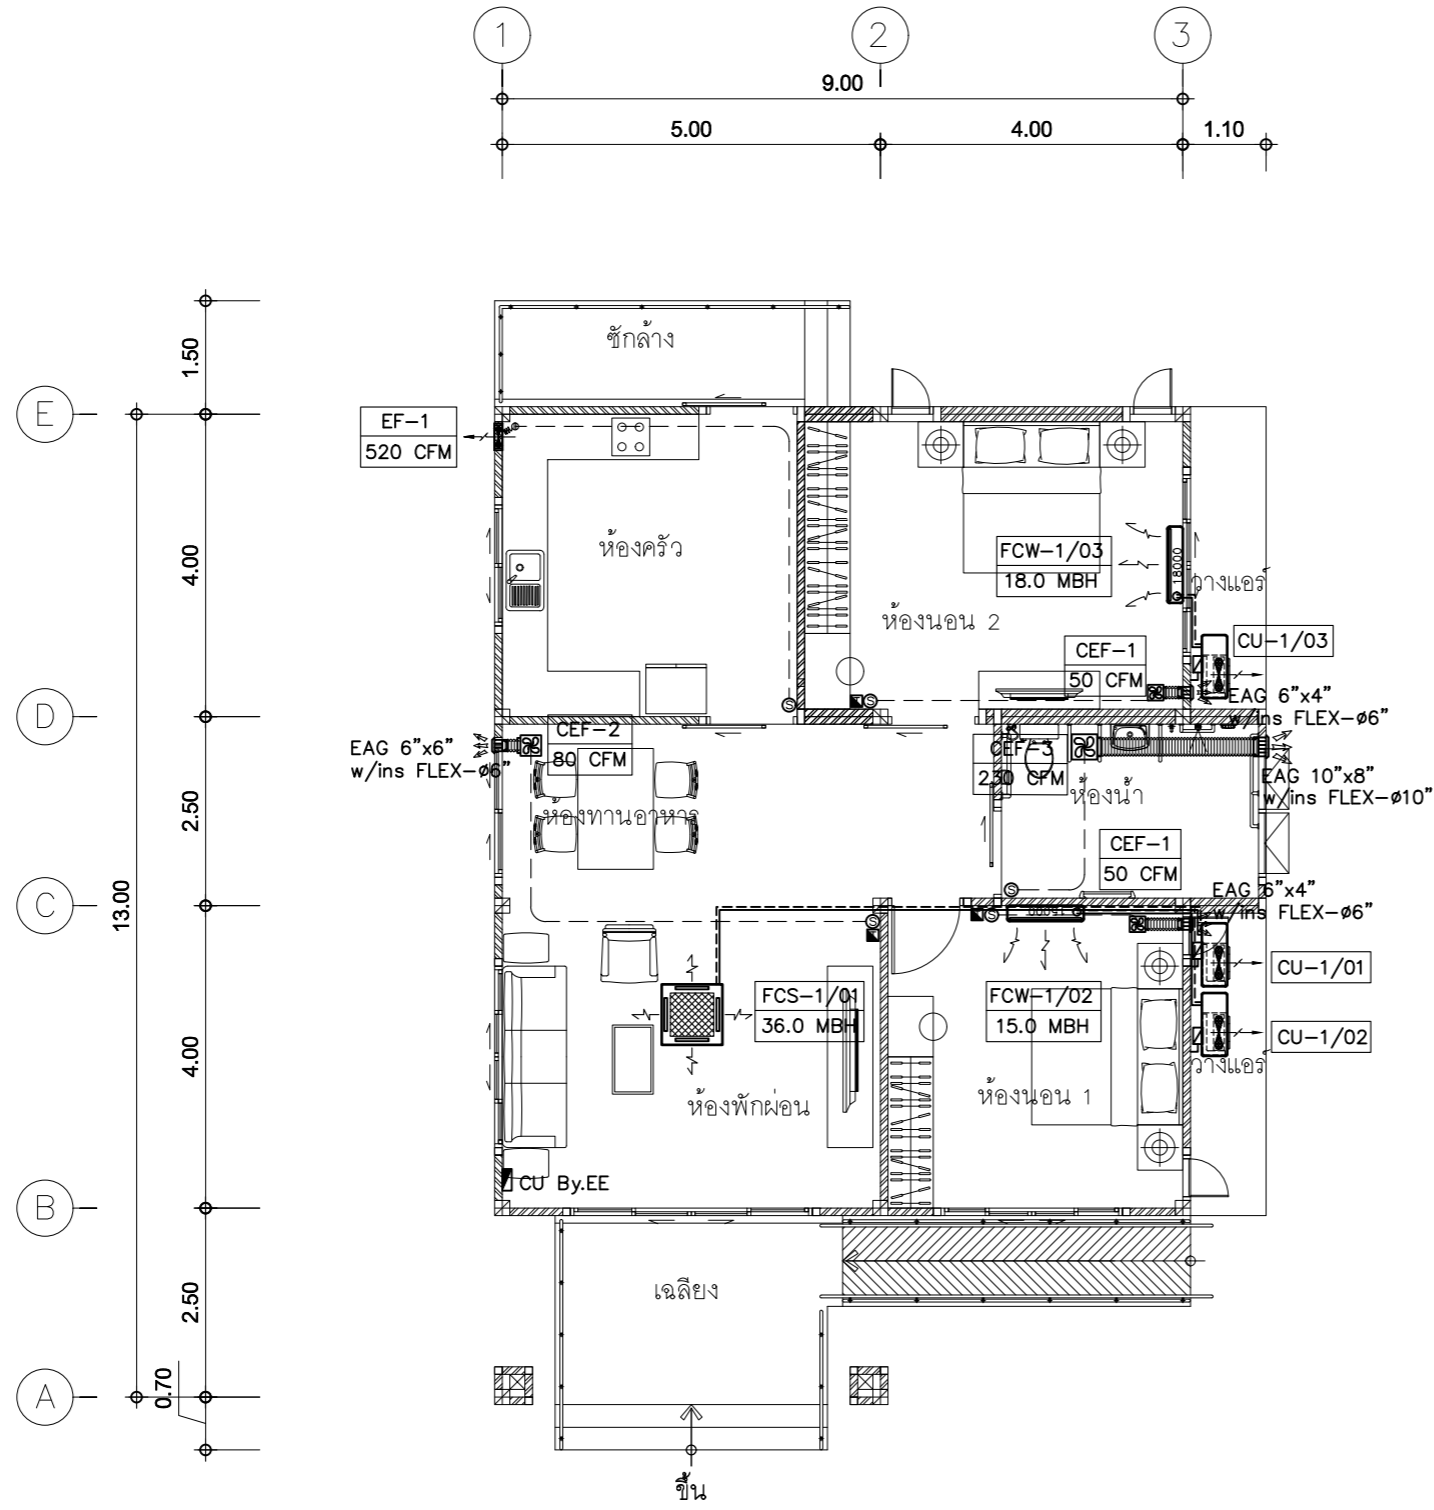 1
2
3
9.00
5.00
4.00
1.10
1.50
ซักล้าง
E
EF-1
520 CFM
4.00
ห้องครัว
FCW-1/03
18.0 MBH
18000
วางแอร์
ห้องนอน 2
CEF-1
50 CFM
CU-1/03
EAG 6"x4"
w/ins FLEX-ø6"
D
CEF-2
80 CFM
EAG 6"x6"
w/ins FLEX-ø6"
CEF-3
230 CFM
EAG 10"x8"
w/ins FLEX-ø10"
ห้องน้ำ
2.50
ห้องทานอาหาร
CEF-1
50 CFM
13.00
C
EAG 6"x4"
w/ins FLEX-ø6"
15000
CU-1/01
FCS-1/01
36.0 MBH
FCW-1/02
15.0 MBH
CU-1/02
4.00
วางแอร์
ห้องพักผ่อน
ห้องนอน 1
CU By.EE
B
2.50
เฉลียง
0.70
A
ขึ้น
S
S
S
S
S